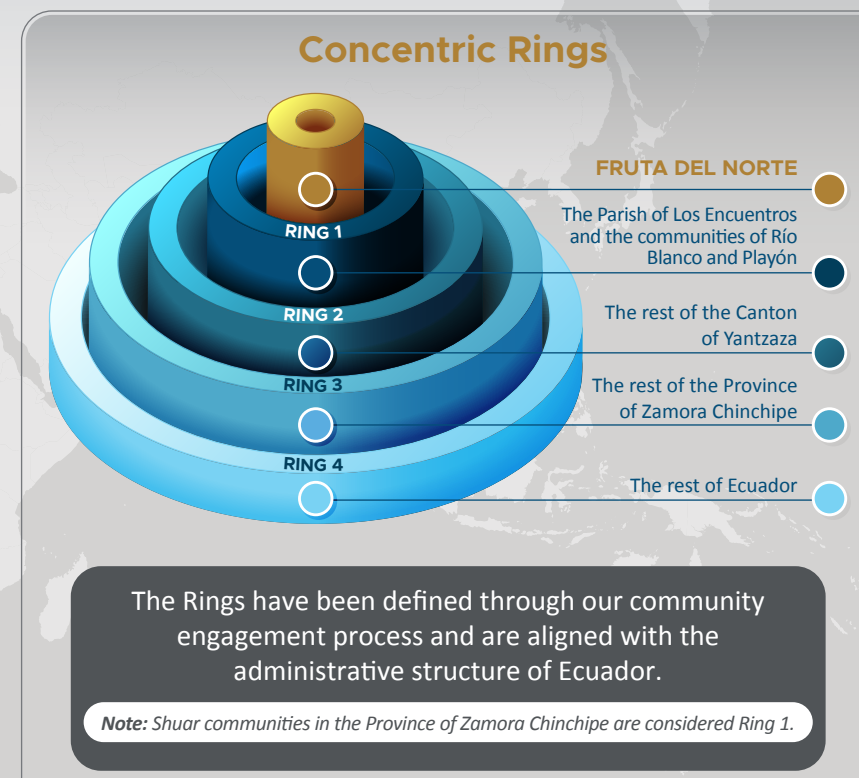 Concentric Rings
FRUTA DEL NORTE
RING 1
The Parish of Los Encuentros
and the communities of Río
Blanco and Playón
RING 2
The rest of the Canton
of Yantzaza
RING 3
The rest of the Province
of Zamora Chinchipe
RING 4
The rest of Ecuador
The Rings have been defined through our community
engagement process and are aligned with the
administrative structure of Ecuador.
Note: Shuar communities in the Province of Zamora Chinchipe are considered Ring 1.